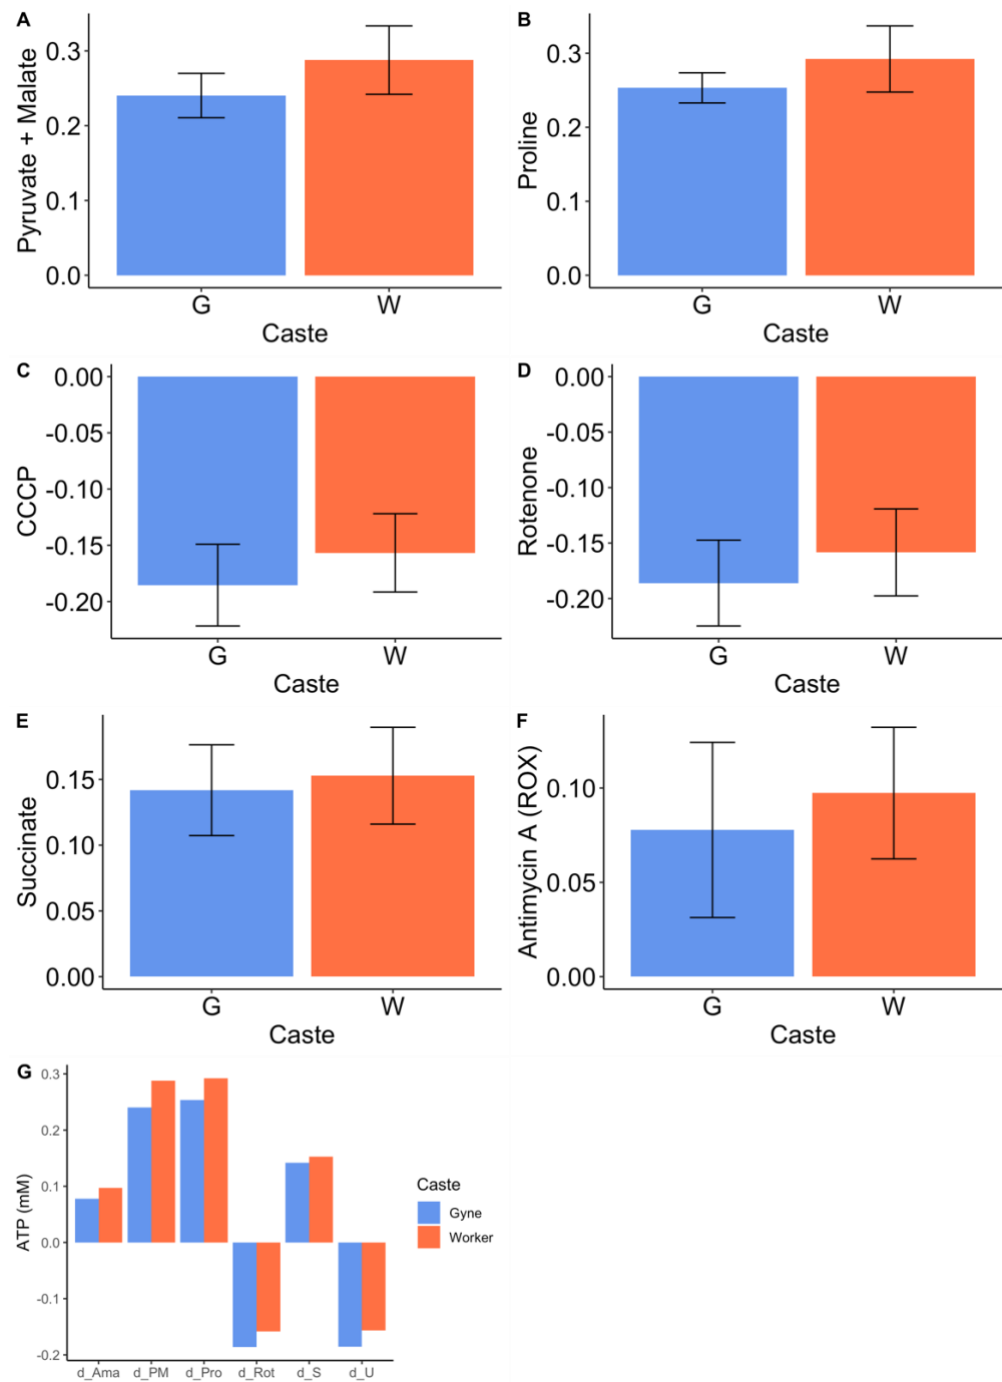 A
Pyruvate + Malate
0.3
0.2
0.1
0.0
G W
Caste
B
Proline
0.3
0.2
0.1
0.0
G W
Caste
C
CCCP
0.00
-0.05
-0.10
-0.15
-0.20
G W
Caste
D
Rotenone
0.00
-0.05
-0.10
-0.15
-0.20
G W
Caste
E
Succinate
0.15
0.10
0.05
0.00
G W
Caste
F
Antimycin A (ROX)
0.10
0.05
0.00
G W
Caste
G
ATP (mM)
0.3
0.2
0.1
0.0
-0.1
-0.2
d_Ama d_PM d_Pro d_Rot d_S d_U
Caste
Gyne
Worker